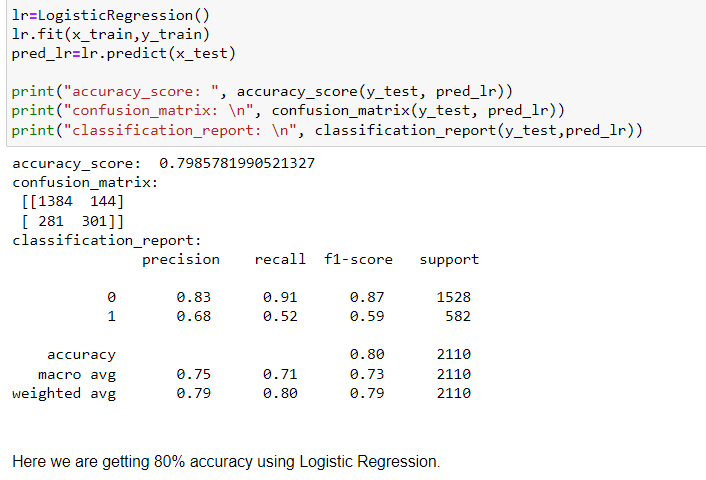 lr=LogisticRegression()
lr.fit(x_train,y_train)
pred_lr=lr.predict(x_test)
print("accuracy_score: ", accuracy_score(y_test, pred_lr))
print("confusion_matrix: \n", confusion_matrix(y_test, pred_lr))
print("classification_report: \n", classification_report(y_test,pred_lr))
accuracy_score:  0.7985781990521327
confusion_matrix:
 [[1384  144]
 [ 281  301]]
classification_report:
               precision    recall  f1-score   support
           0       0.83      0.91      0.87      1528
           1       0.68      0.52      0.59       582
    accuracy                           0.80      2110
   macro avg       0.75      0.71      0.73      2110
weighted avg       0.79      0.80      0.79      2110
Here we are getting 80% accuracy using Logistic Regression.